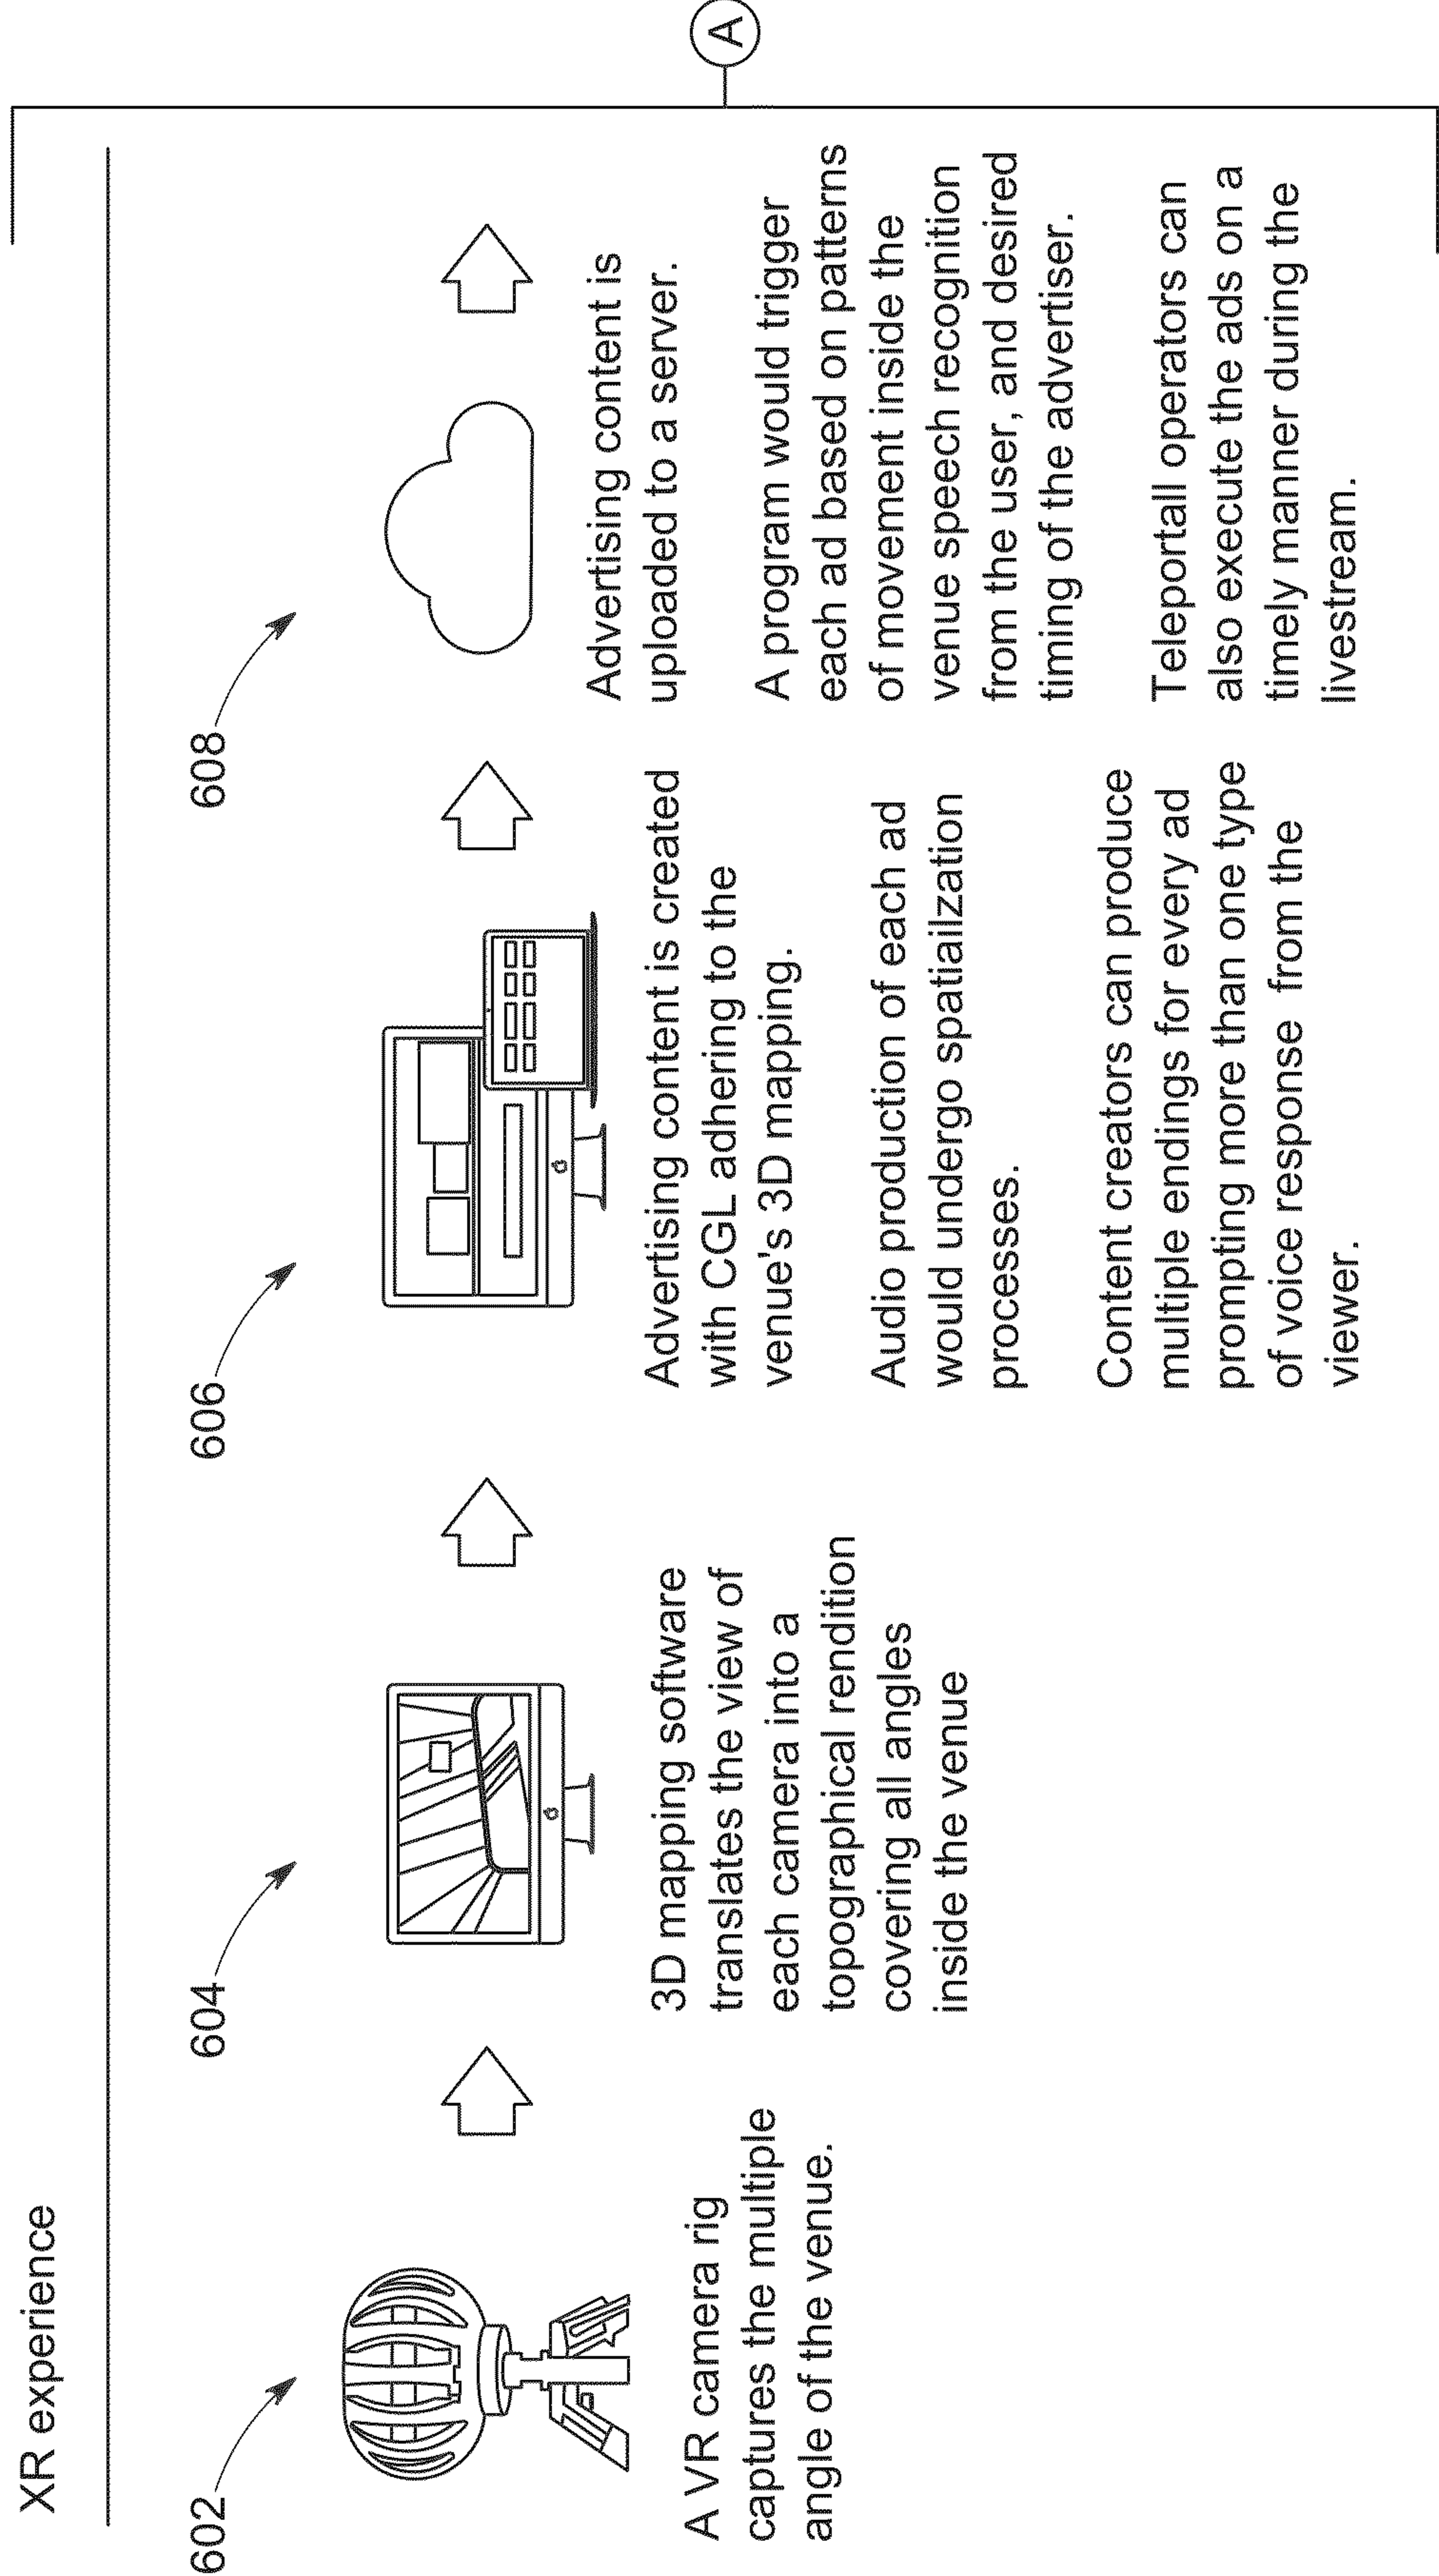 XR experience
602
A VR camera rig
captures the multiple
angle of the venue.
604
3D mapping software
translates the view of
each camera into a
topographical rendition
covering all angles
inside the venue
606
Advertising content is created
with CGL adhering to the
venue's 3D mapping.
Audio production of each ad
would undergo spatiailzation
processes.
Content creators can produce
multiple endings for every ad
prompting more than one type
of voice response from the
viewer.
608
Advertising content is
uploaded to a server.
A program would trigger
each ad based on patterns
of movement inside the
venue speech recognition
from the user, and desired
timing of the advertiser.
Teleportall operators can
also execute the ads on a
timely manner during the
livestream.
A